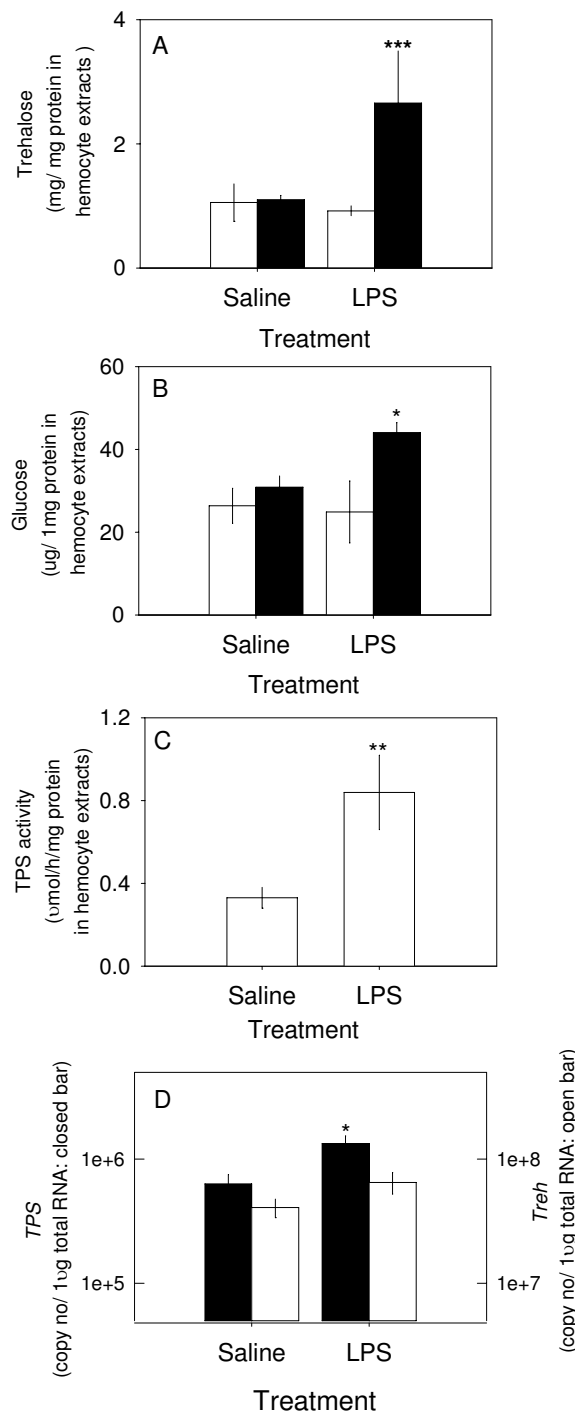 A
***
4
2
0
Trehalose
(mg/ mg protein in
hemocyte extracts )
Saline LPS
Treatment
B
*
60
40
20
0
Glucose
(ug/ 1mg protein in
hemocyte extracts)
Saline LPS
Treatment
C
**
1.2
0.8
0.4
0.0
TPS activity
(υmol/h/mg protein
in hemocyte extracts)
Saline LPS
Treatment
D
*
1e+6
1e+5
TPS
(copy no/ 1υg total RNA: closed bar)
1e+8
1e+7
Treh
(copy no/ 1υg total RNA: open bar)
Saline LPS
Treatment